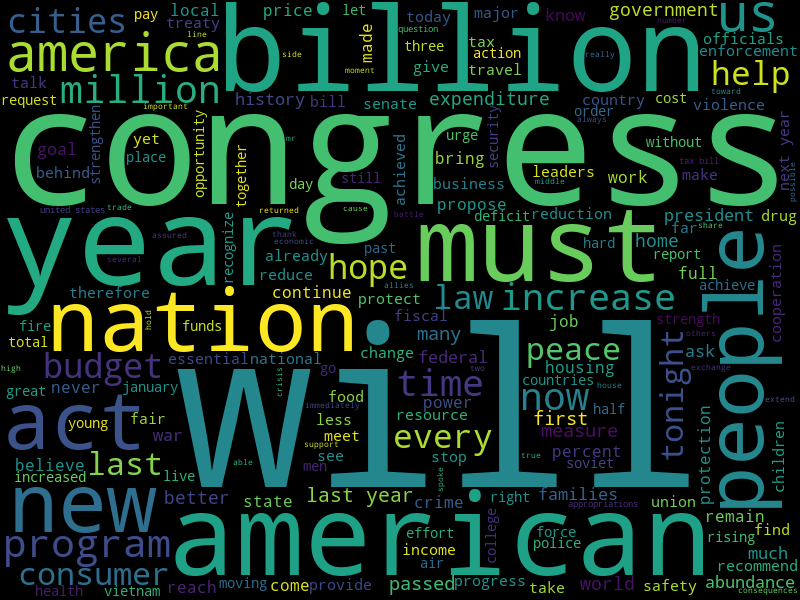 cities
pay
local
treaty
price
let
today
major
know
government
us
america
billion
made
three
tax
action
travel
give
officials
enforcement
number
line
side
question
moment
really
toward
talk
million
request
important
history
bill
senate
expenditure
country
order
cost
violence
help
congress
goal
behind
strengthen
yet
place
opportunity
together
mr
day
still
achieved
urge
bring
security
always
without
leaders
work
business
propose
make
tax bill
middle
next year
possible
united states
trade
returned
cause
battle
year
must
deficit
reduction
president
drug
far
share
assured
thank
economic
several
recognize
already
reduce
past
hope
hard
home
report
full
achieve
cooperation
people
therefore
continue
protect
allies
law
increase
fiscal
many
job
strength
others
fire
total
hold
funds
nation
will
high
budget
essential
national
change
federal
peace
housing
countries
house
ask
tonight
exchange
extend
great
never
january
crisis
go
food
power
time
two
now
first
half
act
young
fair
war
immediately
less
meet
resource
support
see
men
every
measure
stop
percent
soviet
true
protection
children
believe
increased
last
live
able
spoke
new
better
state
last year
crime
right
families
appropriations
union
remain
rising
find
much
program
american
effort
income
air
college
force
police
consumer
health
vietnam
reach
moving
come
provide
passed
progress
take
world
safety
recommend
abundance
consequences